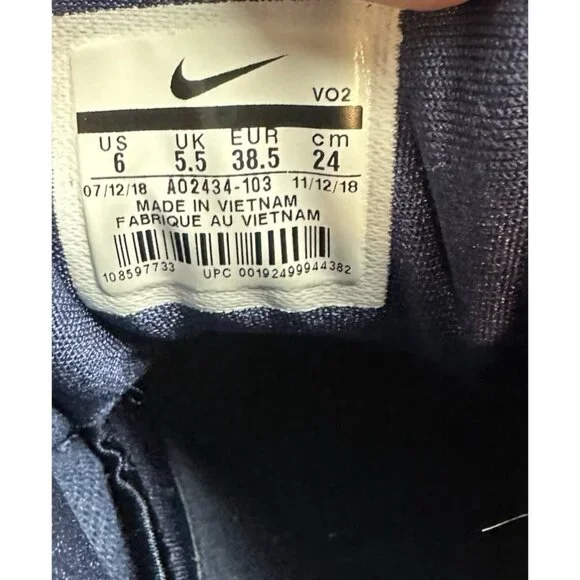 VO2
US UK EUR cm
6 5.5 38.5 24
07/12/18 AO2434-103 11/12/18
MADE IN VIETNAM
FABRIQUE AU VIETNAM
108597733 UPC 00192499944382